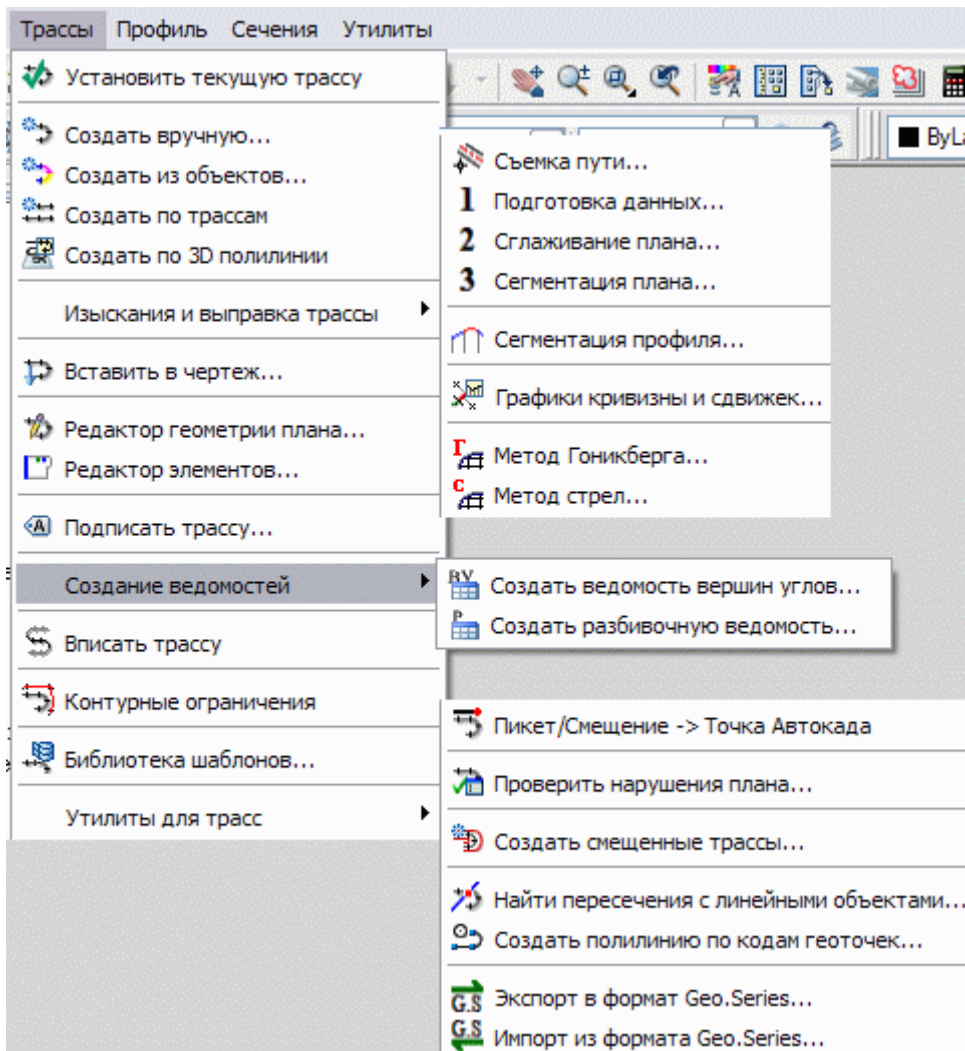 Трассы Профиль Сечения Утилиты
Установить текущую трассу
Создать вручную...
Создать из объектов...
Создать по трассам
Создать по 3D полилинии
Изыскания и выправка трассы
Вставить в чертеж...
Редактор геометрии плана...
Редактор элементов...
Подписать трассу...
Создание ведомостей
Вписать трассу
Контурные ограничения
Библиотека шаблонов...
Утилиты для трасс
ByLa
Съемка пути...
1 Подготовка данных...
2 Сглаживание плана...
3 Сегментация плана...
Сегментация профиля...
Графики кривизны и сдвижек...
Г Метод Гоникберга...
С Метод стрел...
BY Создать ведомость вершин углов...
P Создать разбивочную ведомость...
Пикет/Смещение -> Точка Автокада
Проверить нарушения плана...
Создать смещенные трассы...
Найти пересечения с линейными объектами...
Создать полилинию по кодам геоточек...
G.S Экспорт в формат Geo.Series...
G.S Импорт из формата Geo.Series...